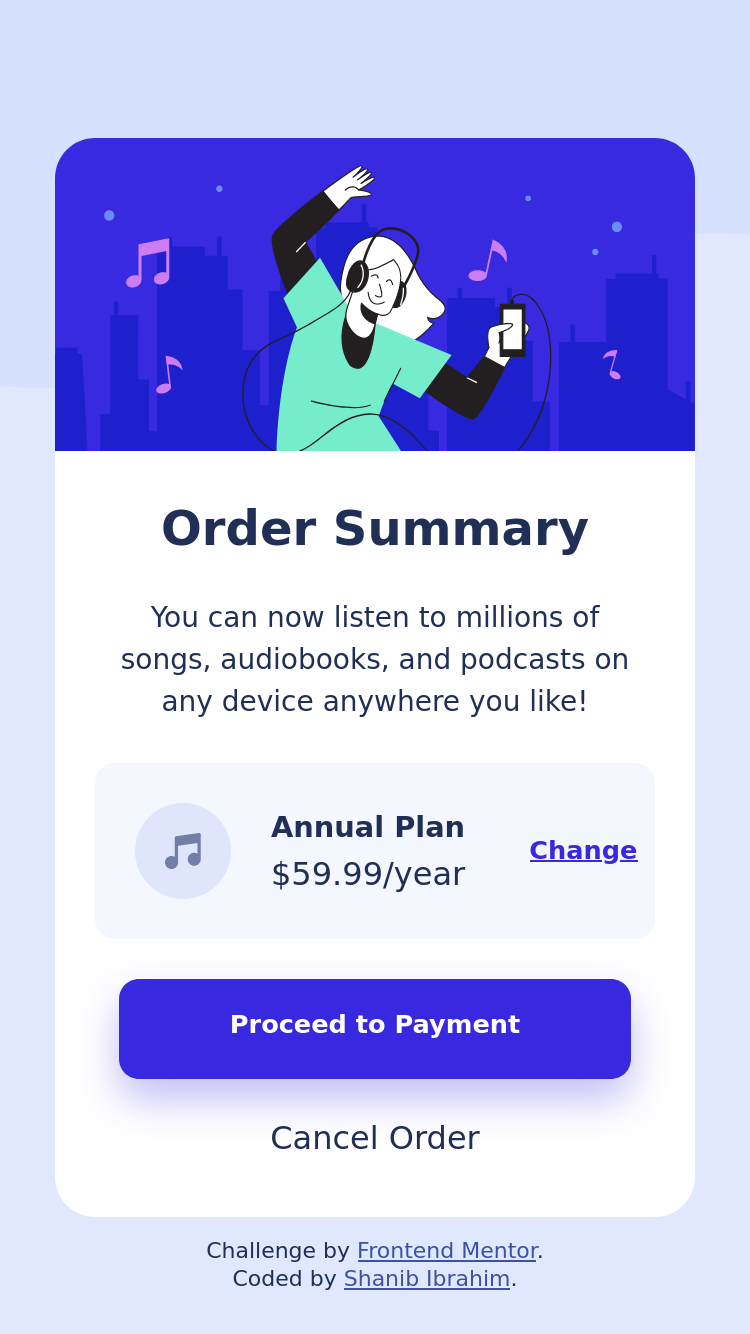 Order Summary
You can now listen to millions of
songs, audiobooks, and podcasts on
any device anywhere you like!
Annual Plan
$59.99/year
Change
Proceed to Payment
Cancel Order
Challenge by Frontend Mentor.
Coded by Shanib Ibrahim.